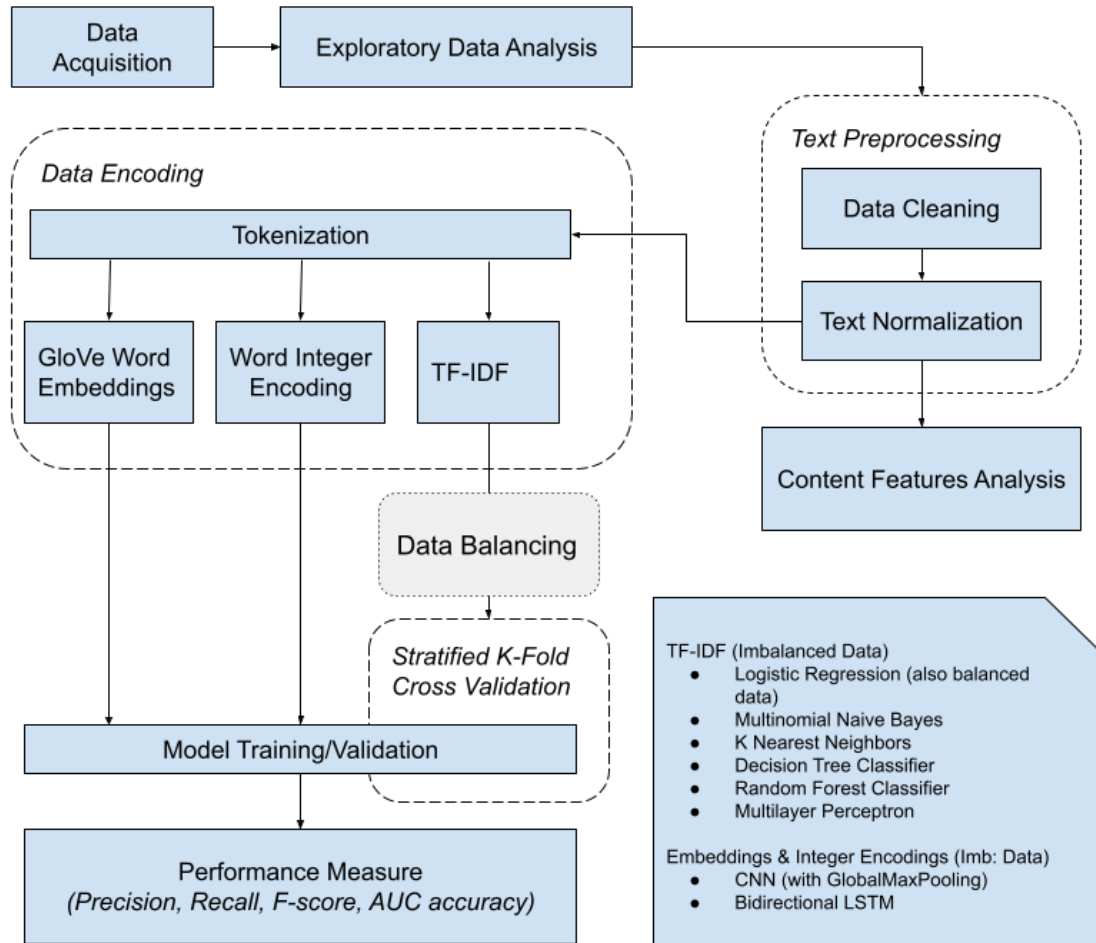 Data
Acquisition
Exploratory Data Analysis
Text Preprocessing
Data Cleaning
Text Normalization
Content Features Analysis
Data Encoding
Tokenization
GloVe Word
Embeddings
Word Integer
Encoding
TF-IDF
Data Balancing
Stratified K-Fold
Cross Validation
Model Training/Validation
Performance Measure
(Precision, Recall, F-score, AUC accuracy)
TF-IDF (Imbalanced Data)
● Logistic Regression (also balanced
data)
● Multinomial Naive Bayes
● K Nearest Neighbors
● Decision Tree Classifier
● Random Forest Classifier
● Multilayer Perceptron
Embeddings & Integer Encodings (Imb: Data)
● CNN (with GlobalMaxPooling)
● Bidirectional LSTM